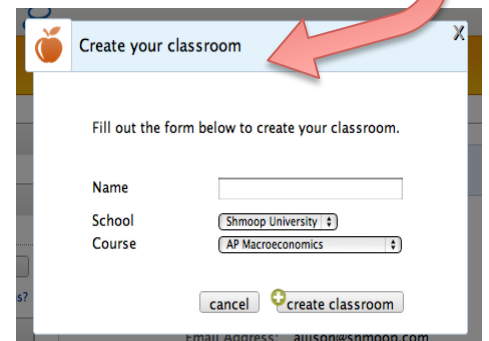 Create your classroom
X
Fill out the form below to create your classroom.
Name
School Shmoop University
Course AP Macroeconomics
s?
cancel create classroom
Email Address: allison@shmoop.com